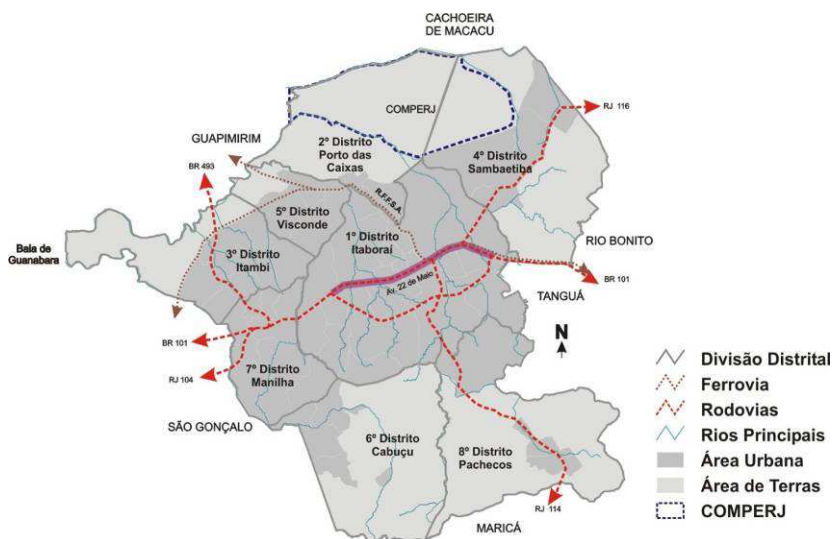 CACHOEIRA
DE MACACU
COMPERJ
RJ 116
GUAPIMIRIM
2º Distrito
Porto das
Caixas
4º Distrito
Sambaetiba
BR 493
R.F.F.S.A.
5º Distrito
Visconde
1º Distrito
Itaboraí
3º Distrito
Itambi
RIO BONITO
Baia de
Guanabara
BR 101
Av. 22 de Maio
TANGUÁ
N
BR 101
RJ 104
7º Distrito
Manilha
SÃO GONÇALO
6º Distrito
Cabuçu
8º Distrito
Pachecos
RJ 114
MARICÁ
Divisão Distrital
Ferrovia
Rodovias
Rios Principais
Área Urbana
Área de Terras
COMPERJ